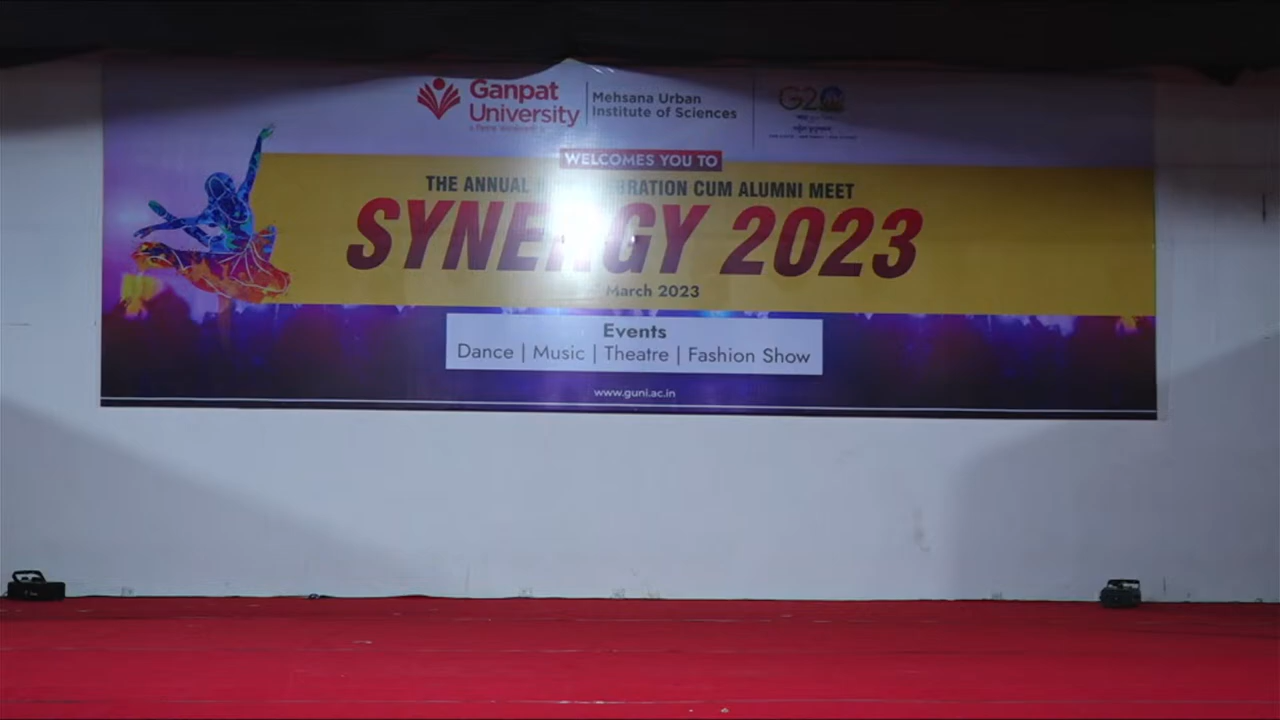 Ganpat
University
Mehsana Urban
Institute of Sciences
G20
WELCOMES YOU TO
THE ANNUAL CUM ALUMNI MEET
SYNERGY 2023
March 2023
Events
Dance | Music | Theatre | Fashion Show
www.guni.ac.in